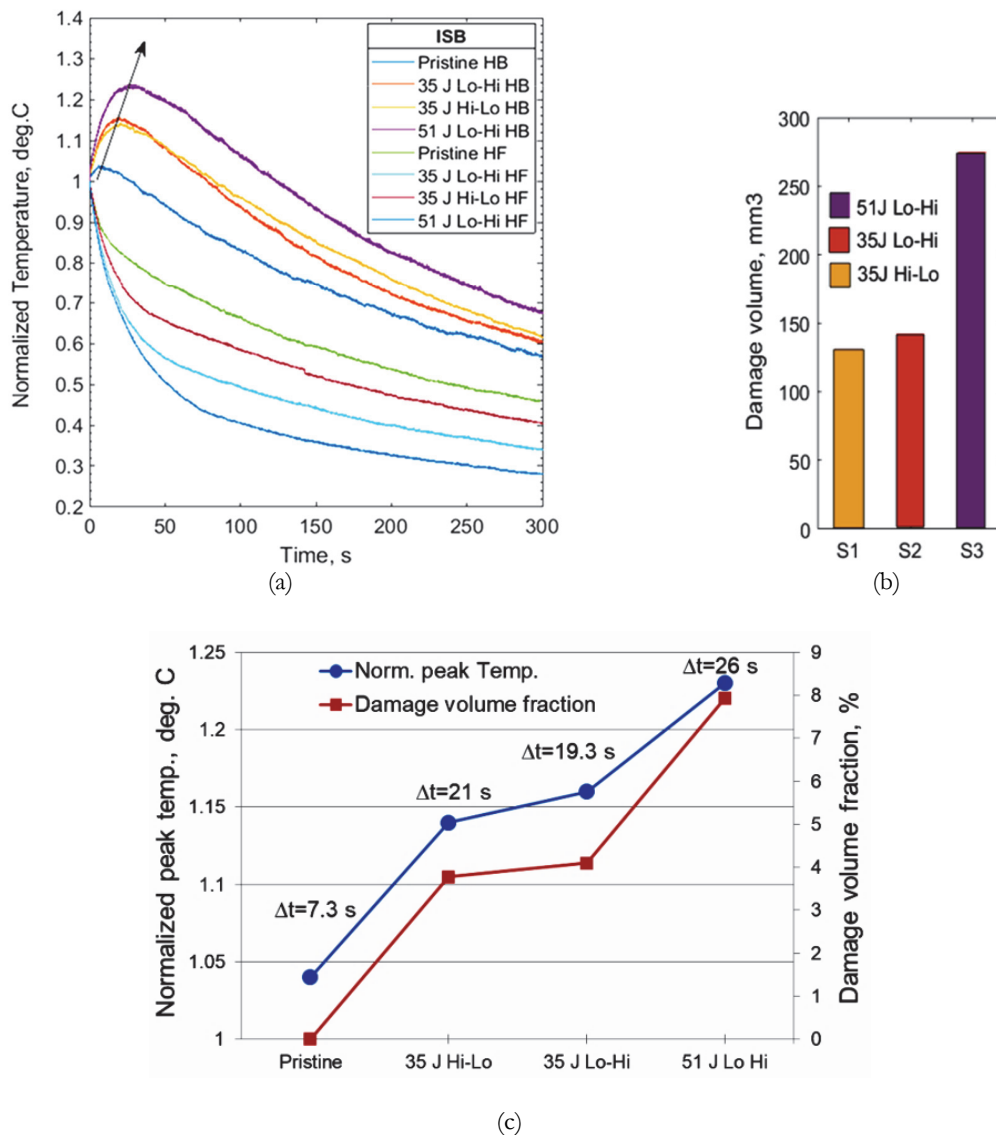 1.4
1.3
1.2
1.1
1
0.9
0.8
0.7
0.6
0.5
0.4
0.3
0.2
Normalized Temperature, deg.C
0 50 100 150 200 250 300
Time, s
ISB
Pristine HB
35 J Lo-Hi HB
35 J Hi-Lo HB
51 J Lo-Hi HB
Pristine HF
35 J Lo-Hi HF
35 J Hi-Lo HF
51 J Lo-Hi HF
(a)
300
250
200
150
100
50
0
Damage volume, mm3
51J Lo-Hi
35J Lo-Hi
35J Hi-Lo
S1 S2 S3
(b)
1.25
1.2
1.15
1.1
1.05
1
Normalized peak temp., deg. C
Norm. peak Temp.
Damage volume fraction
Δt=7.3 s
Δt=21 s
Δt=19.3 s
Δt=26 s
9
8
7
6
5
4
3
2
1
0
Damage volume fraction, %
Pristine 35 J Hi-Lo 35 J Lo-Hi 51 J Lo Hi
(c)